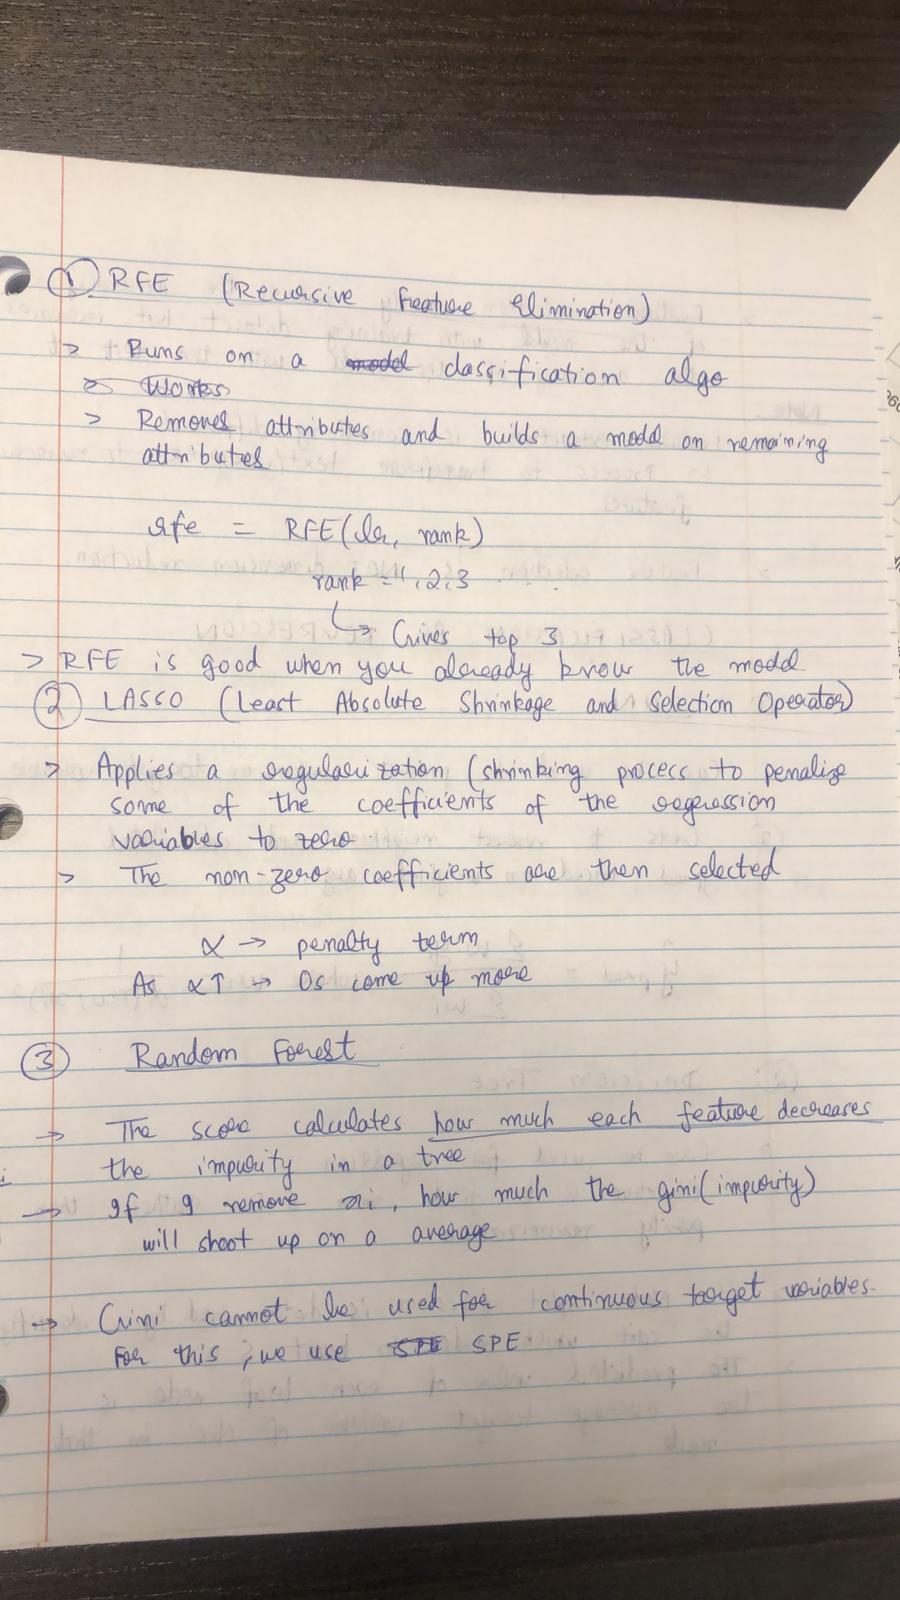 ① RFE (Recursive Feature Elimination)
> Runs on a model classification algo
Works
> Removes attributes and builds a model on remaining
attributes
rfe = RFE(lr, rank)
rank = 1,2,3
↳ Gives top 3
> RFE is good when you already know the model
② LASSO (Least Absolute Shrinkage and Selection Operator)
> Applies a regularization (shrinking process to penalize
some of the coefficients of the regression
variables to zero
> The non-zero coefficients are then selected
α → penalty term
As α↑ → 0s come up more
③ Random Forest
→ The score calculates how much each feature decreases
the impurity in a tree
→ If I remove xi, how much the gini(impurity)
will shoot up on a average
→ Gini cannot be used for continuous target variables.
For this, we use SPE SPE